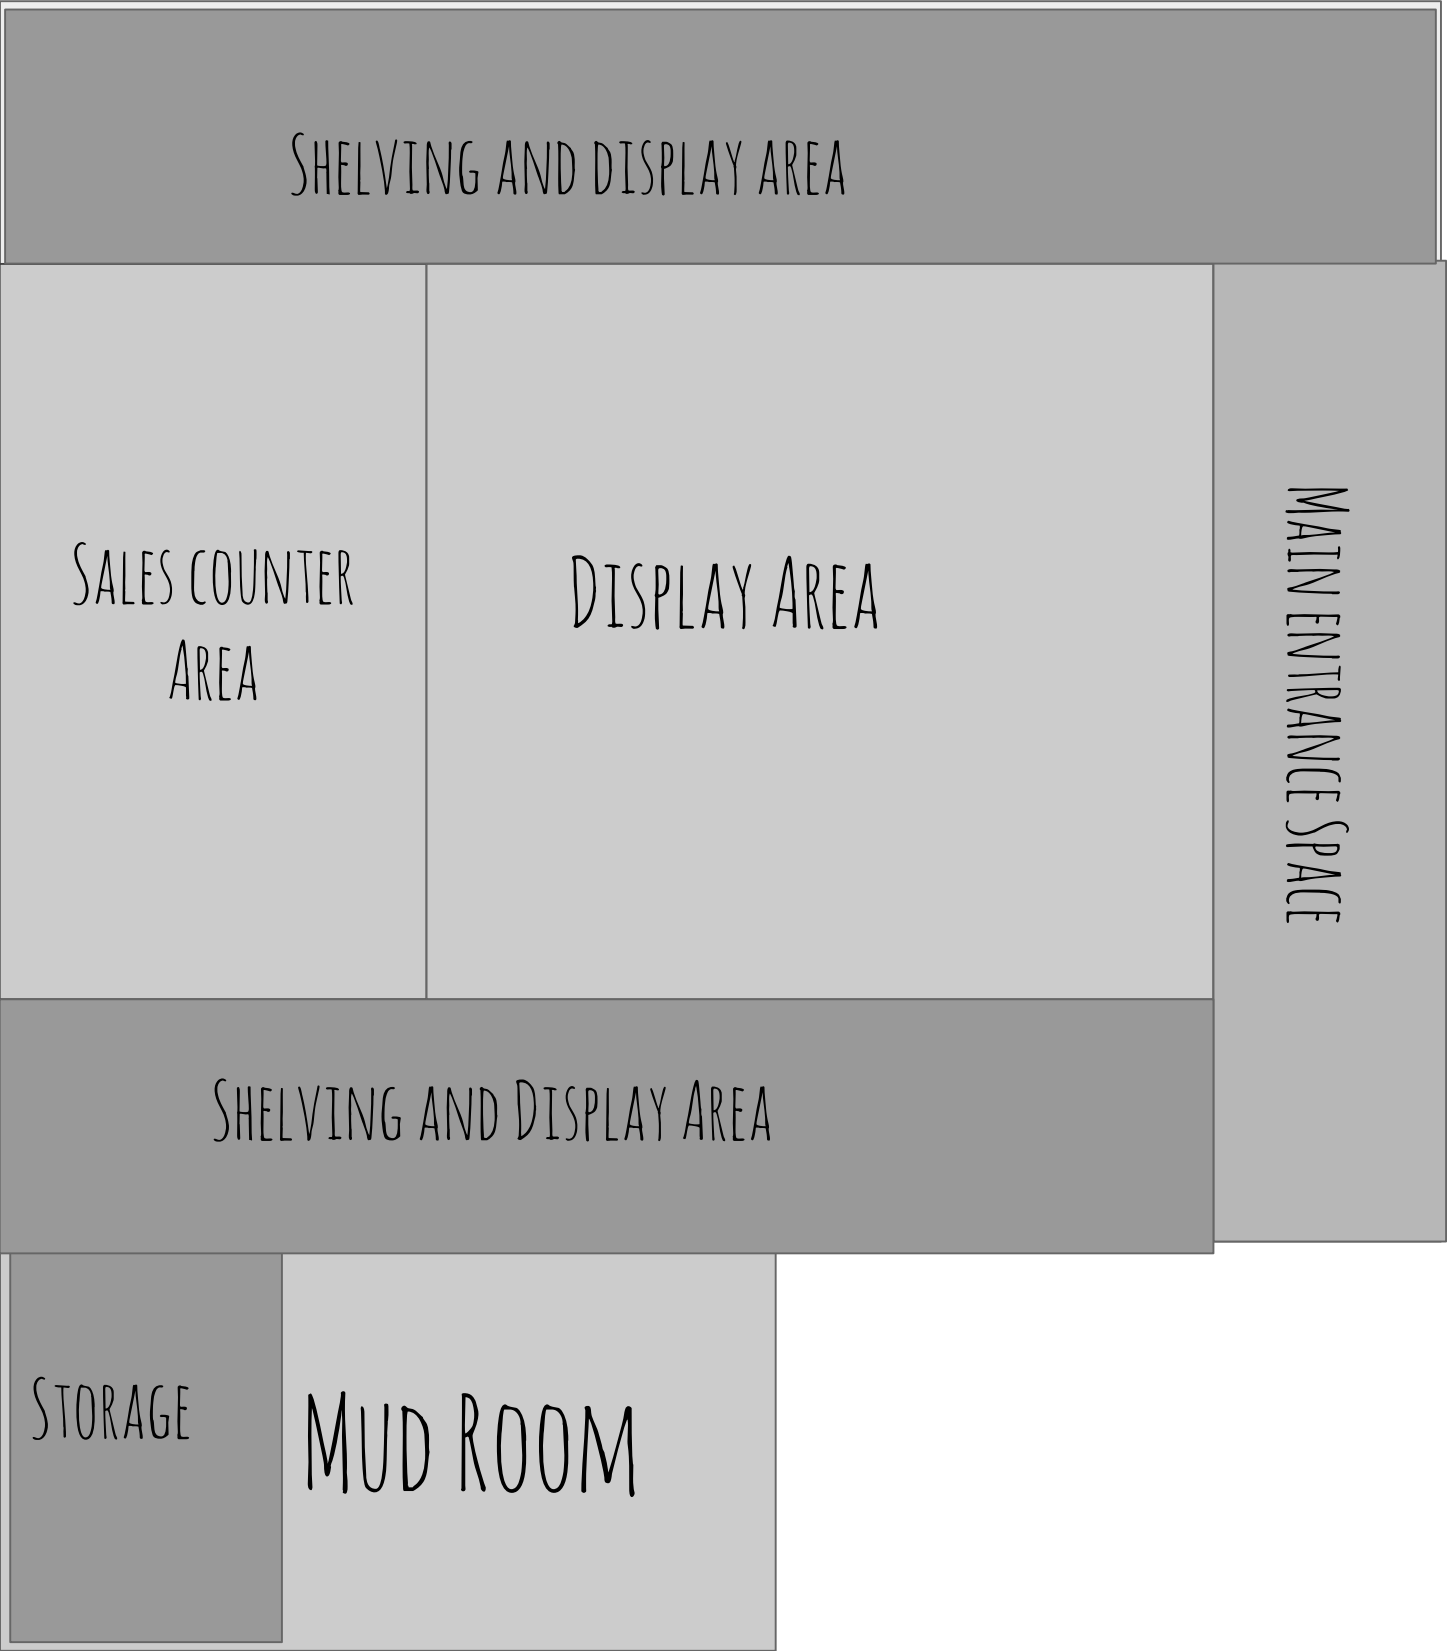 Shelving and display area
Sales counter
Area
Display Area
Main entrance Space
Shelving and Display Area
Storage
Mud Room